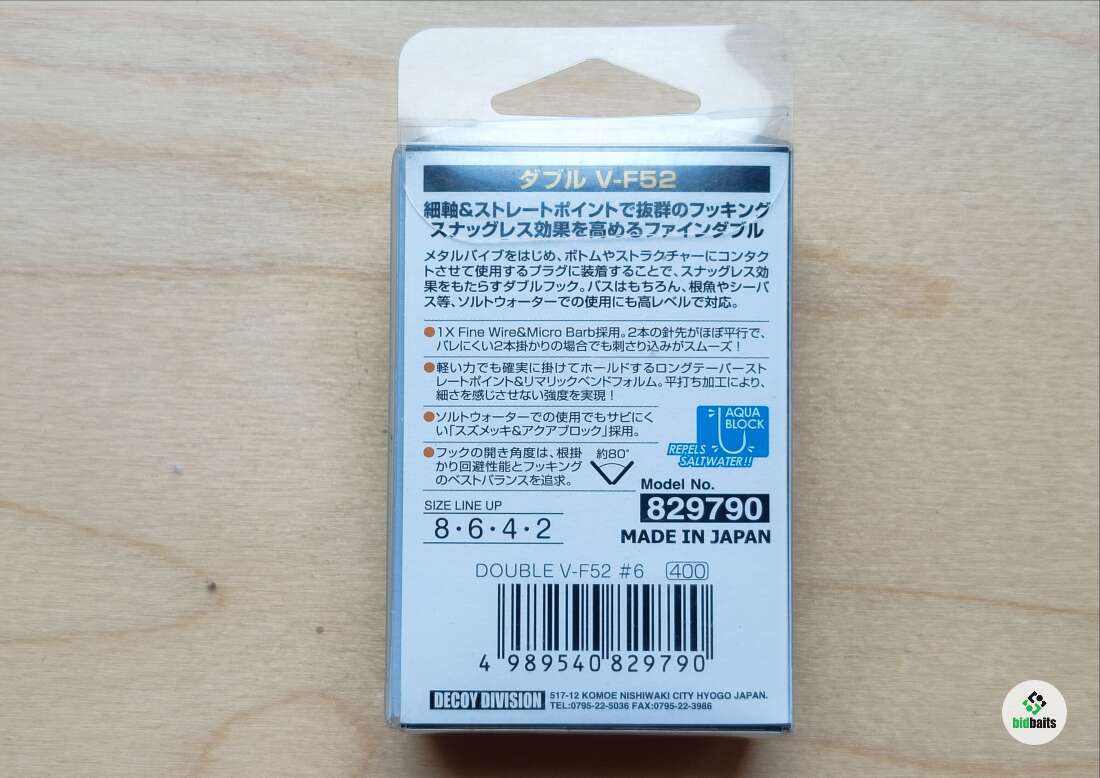 ダブル V-F52
細軸&ストレートポイントで抜群のフッキング
スナッグレス効果を高めるファインダブル
メタルバイブをはじめ、ボトムやストラクチャーにコンタク
トさせて使用するプラグに装着することで、スナッグレス効
果をもたらすダブルフック。バスはもちろん、根魚やシーバ
ス等、ソルトウォーターでの使用にも高レベルで対応。
●1X Fine Wire&Micro Barb採用。2本の針先がほぼ平行で、
バレにくい2本掛かりの場合でも刺さり込みがスムーズ!
●軽い力でも確実に掛けてホールドするロングテーパースト
レートポイント&リマリックベンドフォルム。平打ち加工により、
細さを感じさせない強度を実現!
●ソルトウォーターでの使用でもサビにく
い「スズメッキ&アクアブロック」採用。
AQUA
BLOCK
REPELS
SALTWATER!!
●フックの開き角度は、根掛
かり回避性能とフッキング
のベストバランスを追求。
約80°
Model No.
829790
MADE IN JAPAN
SIZE LINE UP
8・6・4・2
DOUBLE V-F52 #6 400
4 989540 829790
DECOY DIVISION
517-12 KOMOE NISHIWAKI CITY HYOGO JAPAN.
TEL:0795-22-5036 FAX:0795-22-3986
bidbaits